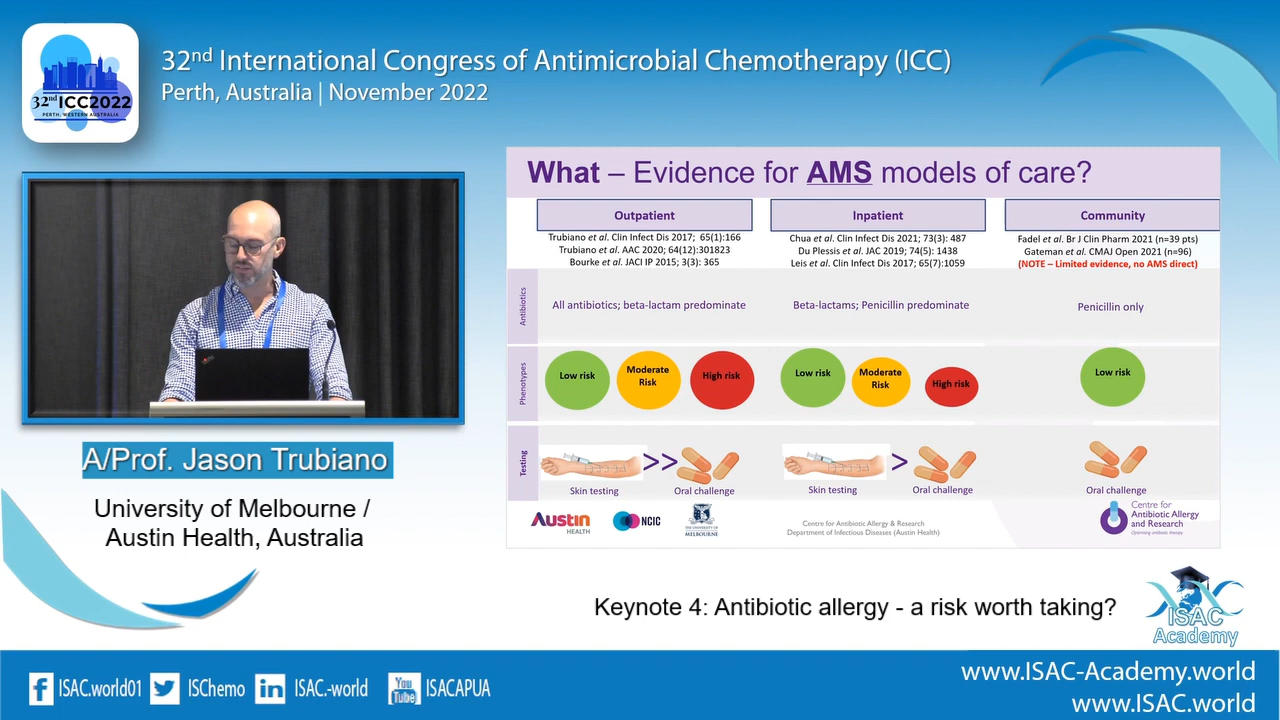 32nd International Congress of Antimicrobial Chemotherapy (ICC)
Perth, Australia | November 2022
32nd ICC2022
PERTH, WESTERN AUSTRALIA
What – Evidence for AMS models of care?
Outpatient
Trubiano et al. Clin Infect Dis 2017; 65(1):166
Trubiano et al. AAC 2020; 64(12):301823
Bourke et al. JACI IP 2015; 3(3): 365
Inpatient
Chua et al. Clin Infect Dis 2021; 73(3): 487
Du Plessis et al. JAC 2019; 74(5): 1438
Leis et al. Clin Infect Dis 2017; 65(7):1059
Community
Fadel et al. Br J Clin Pharm 2021 (n=39 pts)
Gateman et al. CMAJ Open 2021 (n=96)
(NOTE – Limited evidence, no AMS direct)
Antibiotics
All antibiotics; beta-lactam predominate
Beta-lactams; Penicillin predominate
Penicillin only
Phenotypes
Low risk
Moderate
Risk
High risk
Low risk
Moderate
Risk
High risk
Low risk
Testing
>>
Skin testing
Oral challenge
>
Skin testing
Oral challenge
Oral challenge
Austin
HEALTH
NCIC
THE UNIVERSITY OF
MELBOURNE
Centre for Antibiotic Allergy & Research
Department of Infectious Diseases (Austin Health)
Centre for
Antibiotic Allergy
and Research
Optimising antibiotic therapy
A/Prof. Jason Trubiano
University of Melbourne /
Austin Health, Australia
Keynote 4: Antibiotic allergy - a risk worth taking?
ISAC
Academy
ISAC.world01
ISChemo
ISAC.-world
You
Tube
ISACAPUA
www.ISAC-Academy.world
www.ISAC.world